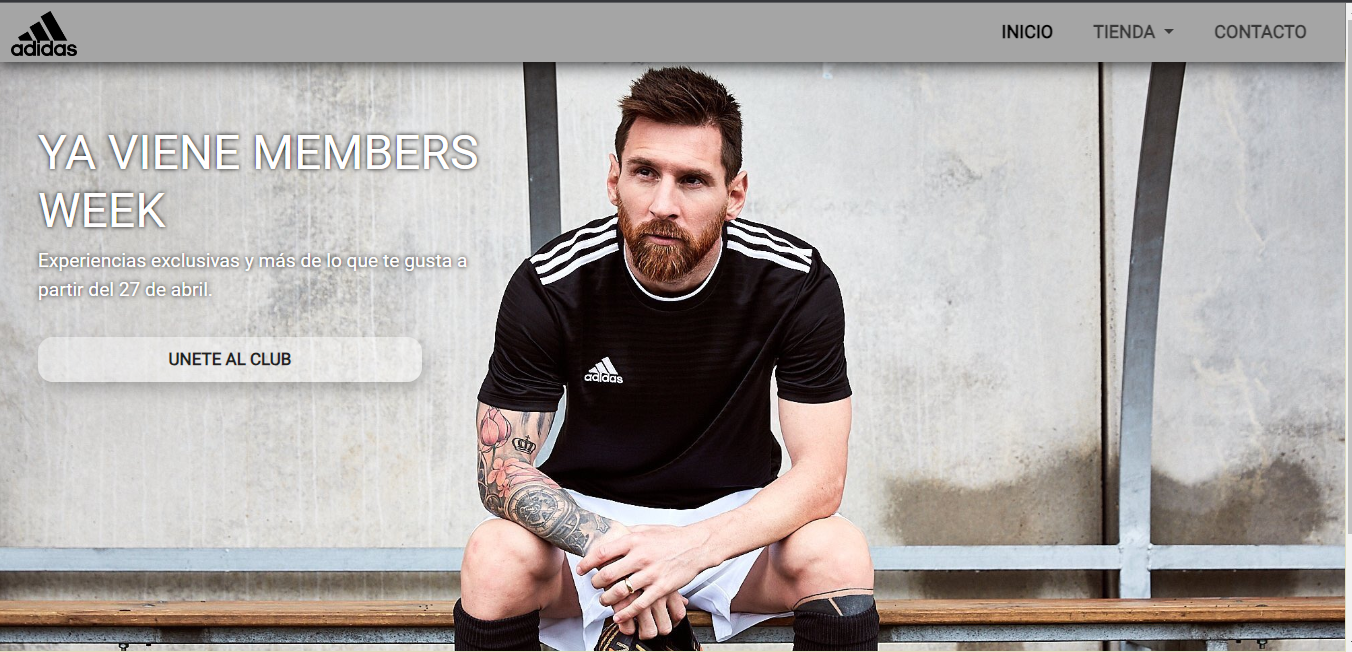 adidas
INICIO
TIENDA
CONTACTO
YA VIENE MEMBERS
WEEK
Experiencias exclusivas y más de lo que te gusta a
partir del 27 de abril.
UNETE AL CLUB
adidas